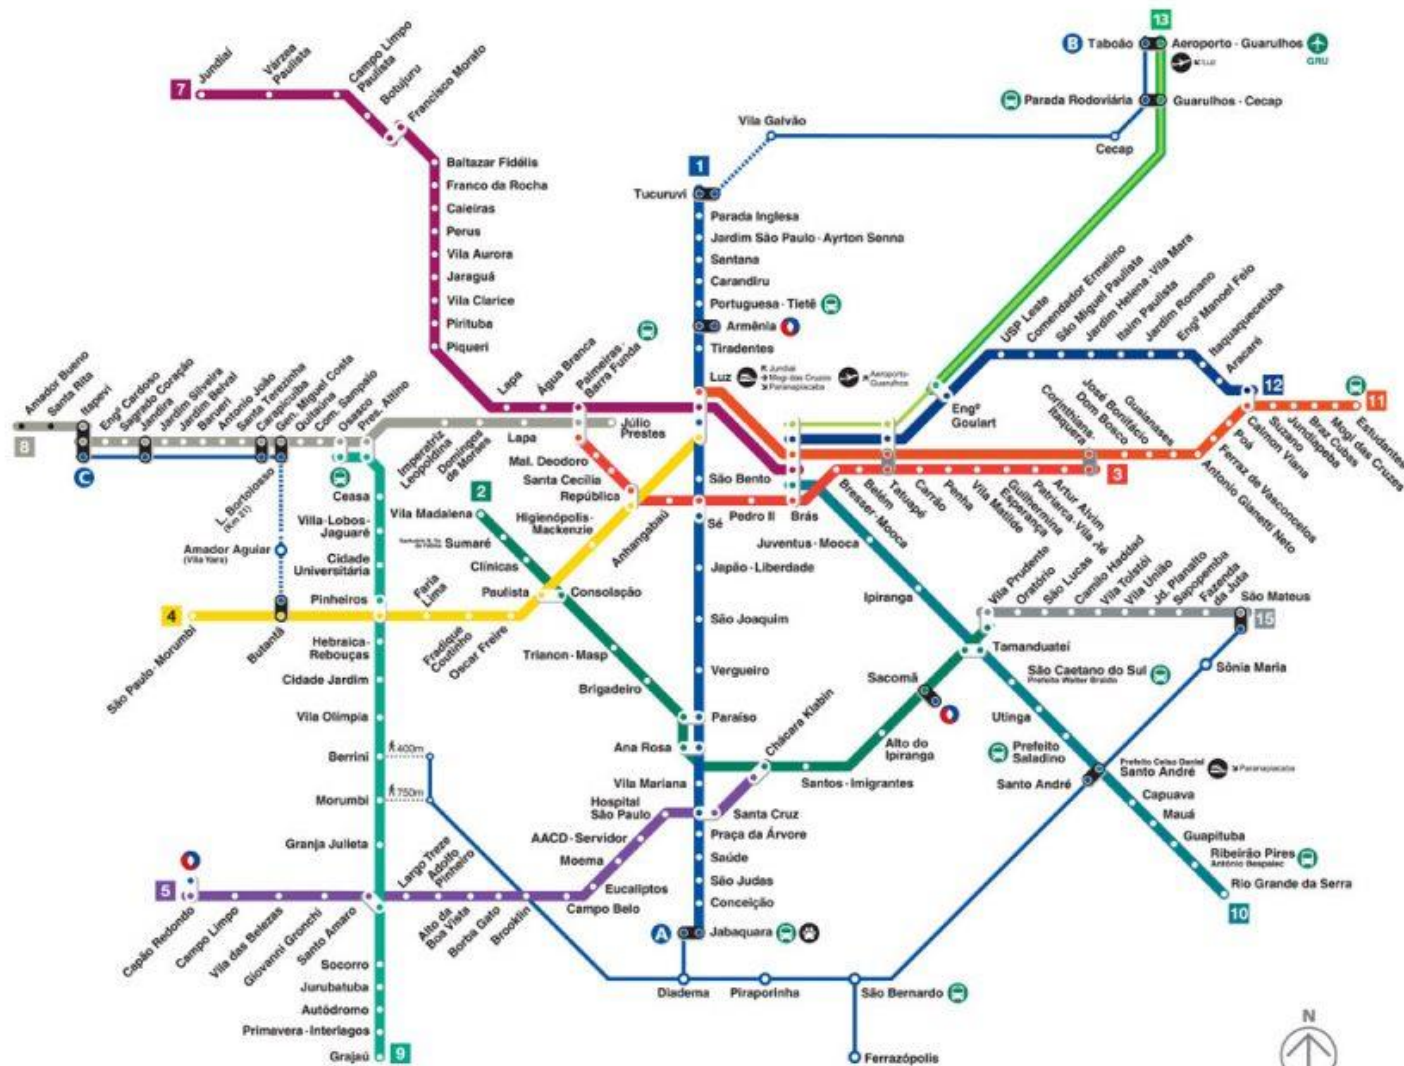 7
Jundiaí
Várzea
Paulista
Campo Limpo
Paulista
Botujuru
Francisco Morato
Baltazar Fidélis
Franco da Rocha
Caieiras
Perus
Vila Aurora
Jaraguá
Vila Clarice
Pirituba
Piqueri
Lapa
Água Branca
Palmeiras -
Barra Funda
13
B
Taboão
Aeroporto - Guarulhos
GRU
Parada Rodoviária
Guarulhos - Cecap
Vila Galvão
Cecap
1
Tucuruvi
Parada Inglesa
Jardim São Paulo - Ayrton Senna
Santana
Carandiru
Portuguesa - Tietê
Armênia
Tiradentes
Luz
Jundiaí
Mogi das Cruzes
Paranapiacaba
Aeroporto-
Guarulhos
São Bento
Sé
Japão - Liberdade
São Joaquim
Vergueiro
Paraíso
Ana Rosa
Vila Mariana
Santa Cruz
Praça da Árvore
Saúde
São Judas
Conceição
A
Jabaquara
USP Leste
Comendador Ermelino
São Miguel Paulista
Jardim Helena - Vila Mara
Itaim Paulista
Jardim Romano
Engº Manoel Feio
Itaquaquecetuba
Aracaré
12
11
Engº
Goulart
Corinthians-
Itaquera
Dom Bosco
José Bonifácio
Guaianases
Antonio Gianetti Neto
Ferraz de Vasconcelos
Poá
Calmon Viana
Suzano
Jundiapeba
Braz Cubas
Mogi das Cruzes
Estudantes
3
Mal. Deodoro
Santa Cecília
República
Anhangabaú
Pedro II
Brás
Bresser - Mooca
Belém
Tatuapé
Carrão
Penha
Vila
Matilde
Guilhermina
Esperança
Patriarca - Vila Ré
Artur Alvim
8
Amador Bueno
Santa Rita
Itapevi
Engº Cardoso
Sagrado Coração
Jandira
Jardim Silveira
Jardim Belval
Barueri
Antonio João
Santa Terezinha
Carapicuíba
Gen. Miguel Costa
Quitaúna
Com. Sampaio
Osasco
Pres. Altino
Imperatriz
Leopoldina
Domingos
de Moraes
Lapa
Júlio
Prestes
C
L. Bortolosso
(Km 21)
Amador Aguiar
(Vila Yara)
Butantã
Ceasa
Villa-Lobos-
Jaguaré
Cidade
Universitária
Pinheiros
Hebraica-
Rebouças
Cidade Jardim
Vila Olímpia
Berrini
400m
Morumbi
750m
Granja Julieta
Socorro
Jurubatuba
Autódromo
Primavera - Interlagos
Grajaú
9
2
Vila Madalena
Sumaré
Clínicas
Consolação
Trianon - Masp
Brigadeiro
Chácara Klabin
Santos - Imigrantes
Alto do
Ipiranga
Sacomã
Tamanduateí
Vila Prudente
4
São Paulo - Morumbi
Faria
Lima
Fradique
Coutinho
Oscar Freire
Paulista
Higienópolis-
Mackenzie
Oratório
São Lucas
Camilo Haddad
Vila Tolstói
Vila União
Jd. Planalto
Sapopemba
Fazenda
da Juta
São Mateus
15
Sônia Maria
Juventus - Mooca
Ipiranga
São Caetano do Sul
Prefeito Walter Braido
Utinga
Prefeito
Saladino
Prefeito Celso Daniel
Santo André
Paranapiacaba
Santo André
Capuava
Mauá
Guapituba
Ribeirão Pires
Antônio Bespalec
Rio Grande da Serra
10
5
Capão Redondo
Campo Limpo
Vila das Belezas
Giovanni Gronchi
Santo Amaro
Largo Treze
Adolfo
Pinheiro
Alto da
Boa Vista
Borba Gato
Brooklin
Campo Belo
Eucaliptos
Moema
AACD - Servidor
Hospital
São Paulo
Diadema
Piraporinha
São Bernardo
Ferrazópolis
N